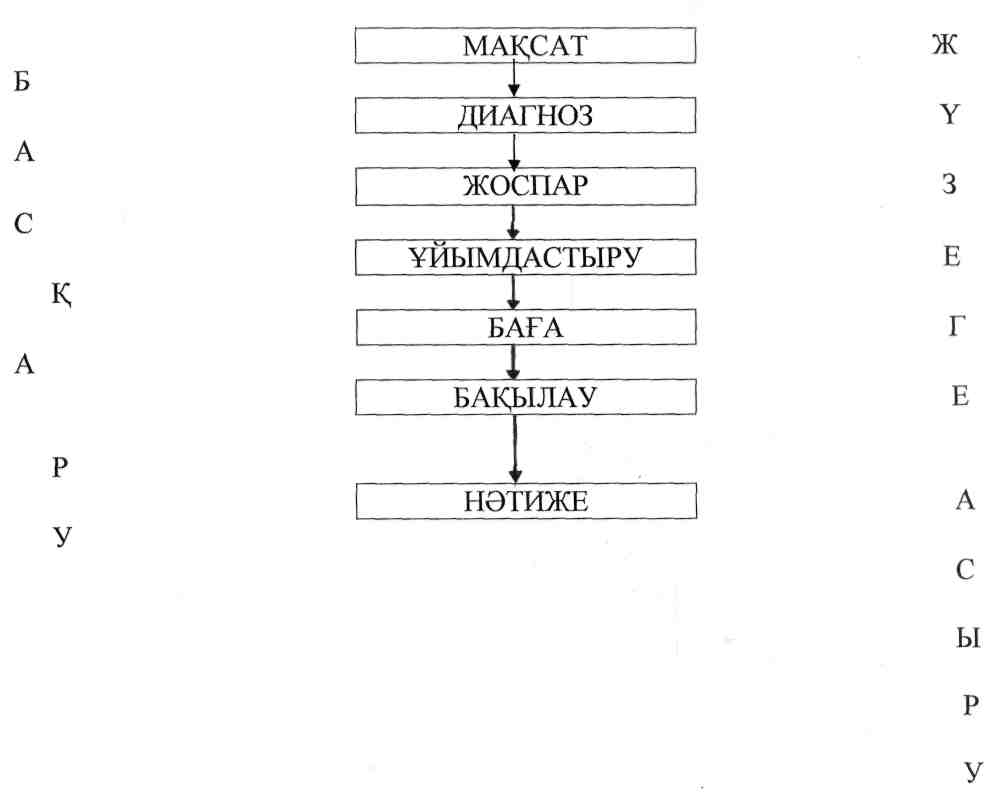 МАҚСАТ
ДИАГНОЗ
ЖОСПАР
ҰЙЫМДАСТЫРУ
БАҒА
БАҚЫЛАУ
НӘТИЖЕ
Б
А
С
Қ
А
Р
У
Ж
Ү
З
Е
Г
Е
А
С
Ы
Р
У